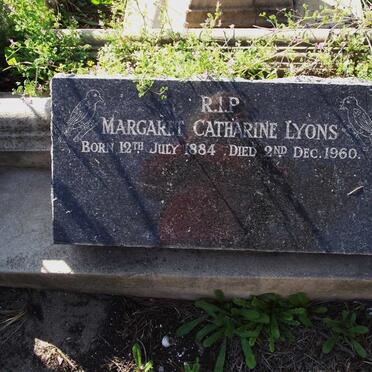 R.I.P
MARGARET CATHARINE LYONS
BORN 12TH JULY 1884 DIED 2ND DEC. 1960.